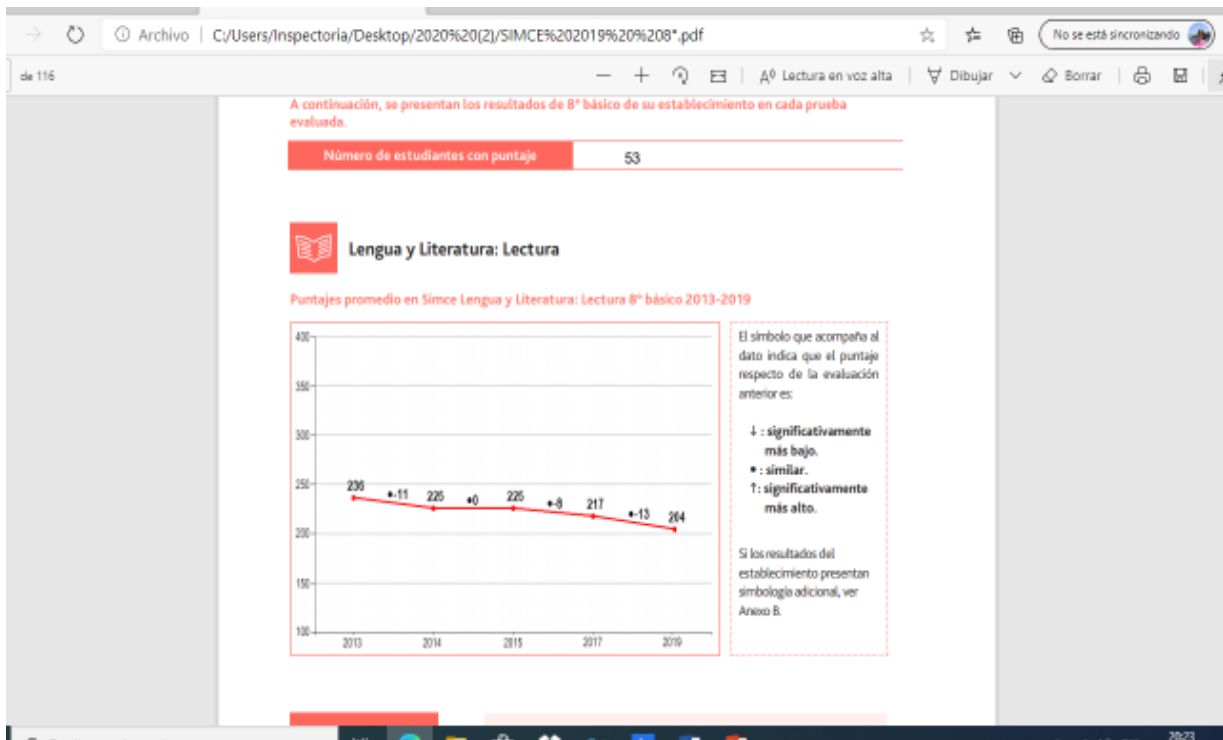 Archivo | C:/Users/Inspectoria/Desktop/2020%20(2)/SIMCE%202019%20%208°.pdf
No se está sincronizando
de 116
Lectura en voz alta
Dibujar
Borrar
A continuación, se presentan los resultados de 8° básico de su establecimiento en cada prueba
evaluada.
Número de estudiantes con puntaje 53
Lengua y Literatura: Lectura
Puntajes promedio en Simce Lengua y Literatura: Lectura 8° básico 2013-2019
400
350
300
250
200
150
100
236 •-11 225 •0 225 •-8 217 •-13 204
2013 2014 2015 2017 2019
El símbolo que acompaña al
dato indica que el puntaje
respecto de la evaluación
anterior es:
↓ : significativamente
más bajo.
• : similar.
↑: significativamente
más alto.
Si los resultados del
establecimiento presentan
simbología adicional, ver
Anexo B.
20:23